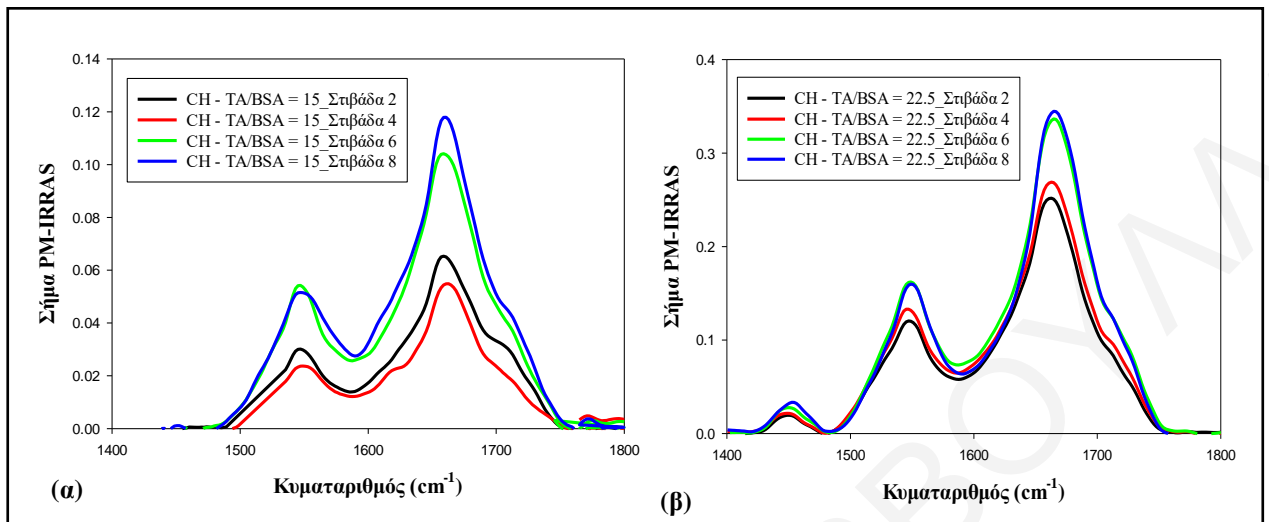 CH - TA/BSA = 15_Στιβάδα 2
CH - TA/BSA = 15_Στιβάδα 4
CH - TA/BSA = 15_Στιβάδα 6
CH - TA/BSA = 15_Στιβάδα 8
0.14
0.12
0.10
0.08
0.06
0.04
0.02
0.00
Σήμα PM-IRRAS
1400 1500 1600 1700 1800
Κυματαριθμός (cm⁻¹)
(α)
CH - TA/BSA = 22.5_Στιβάδα 2
CH - TA/BSA = 22.5_Στιβάδα 4
CH - TA/BSA = 22.5_Στιβάδα 6
CH - TA/BSA = 22.5_Στιβάδα 8
0.4
0.3
0.2
0.1
0.0
Σήμα PM-IRRAS
1400 1500 1600 1700 1800
Κυματαριθμός (cm⁻¹)
(β)